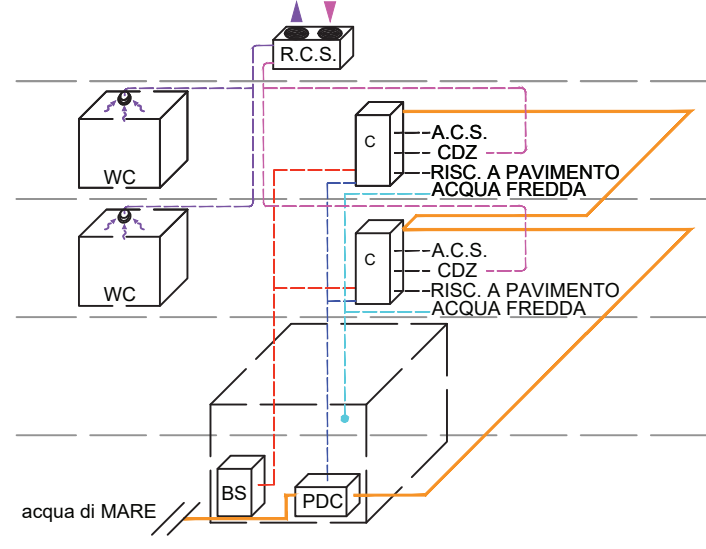 R.C.S.
WC
C
A.C.S.
CDZ
RISC. A PAVIMENTO
ACQUA FREDDA
WC
C
A.C.S.
CDZ
RISC. A PAVIMENTO
ACQUA FREDDA
BS
PDC
acqua di MARE